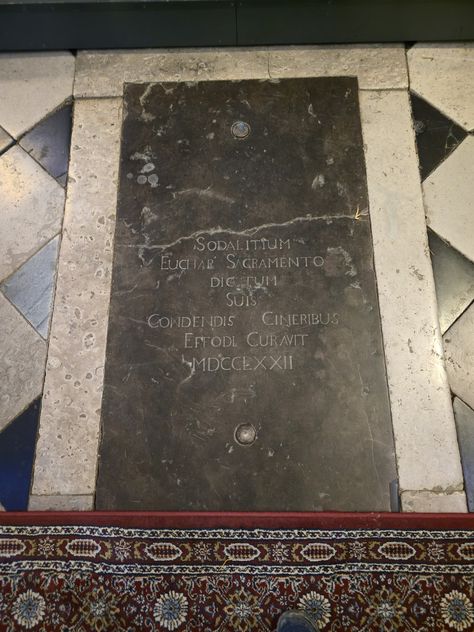 SODALITIUM
EUCHAR' SACRAMENTO
DICATUM
SUIS
CONDENDIS CINERIBUS
EFFODI CURAVIT
MDCCLXXII